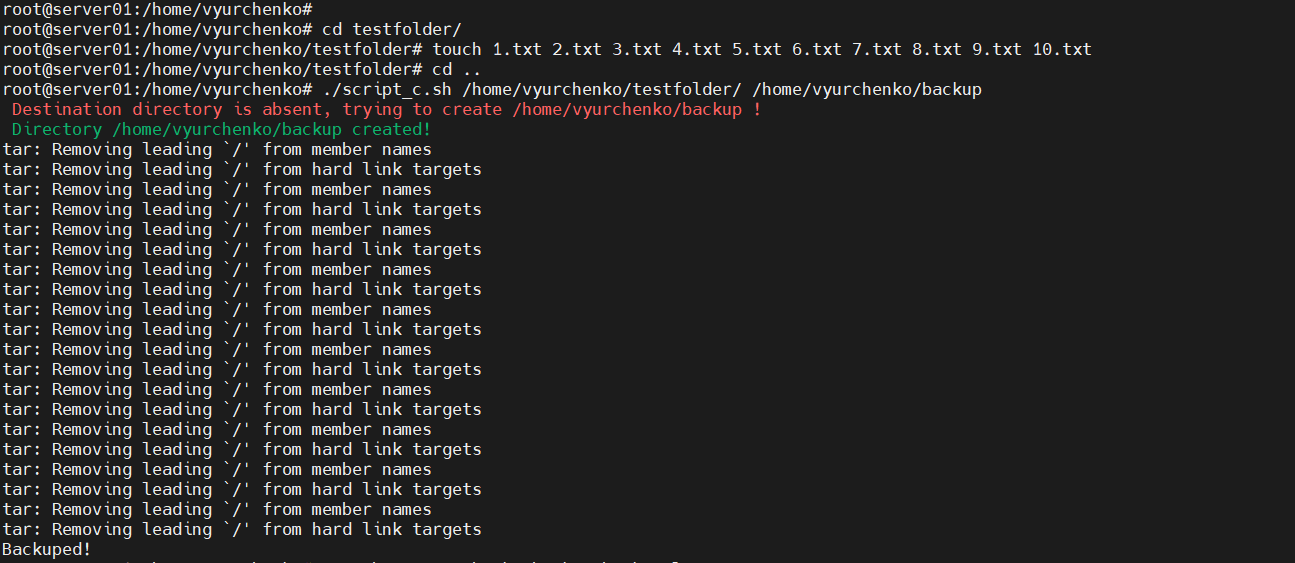 root@server01:/home/vyurchenko#
root@server01:/home/vyurchenko# cd testfolder/
root@server01:/home/vyurchenko/testfolder# touch 1.txt 2.txt 3.txt 4.txt 5.txt 6.txt 7.txt 8.txt 9.txt 10.txt
root@server01:/home/vyurchenko/testfolder# cd ..
root@server01:/home/vyurchenko# ./script_c.sh /home/vyurchenko/testfolder/ /home/vyurchenko/backup
Destination directory is absent, trying to create /home/vyurchenko/backup !
Directory /home/vyurchenko/backup created!
tar: Removing leading `/' from member names
tar: Removing leading `/' from hard link targets
tar: Removing leading `/' from member names
tar: Removing leading `/' from hard link targets
tar: Removing leading `/' from member names
tar: Removing leading `/' from hard link targets
tar: Removing leading `/' from member names
tar: Removing leading `/' from hard link targets
tar: Removing leading `/' from member names
tar: Removing leading `/' from hard link targets
tar: Removing leading `/' from member names
tar: Removing leading `/' from hard link targets
tar: Removing leading `/' from member names
tar: Removing leading `/' from hard link targets
tar: Removing leading `/' from member names
tar: Removing leading `/' from hard link targets
tar: Removing leading `/' from member names
tar: Removing leading `/' from hard link targets
tar: Removing leading `/' from member names
tar: Removing leading `/' from hard link targets
Backuped!